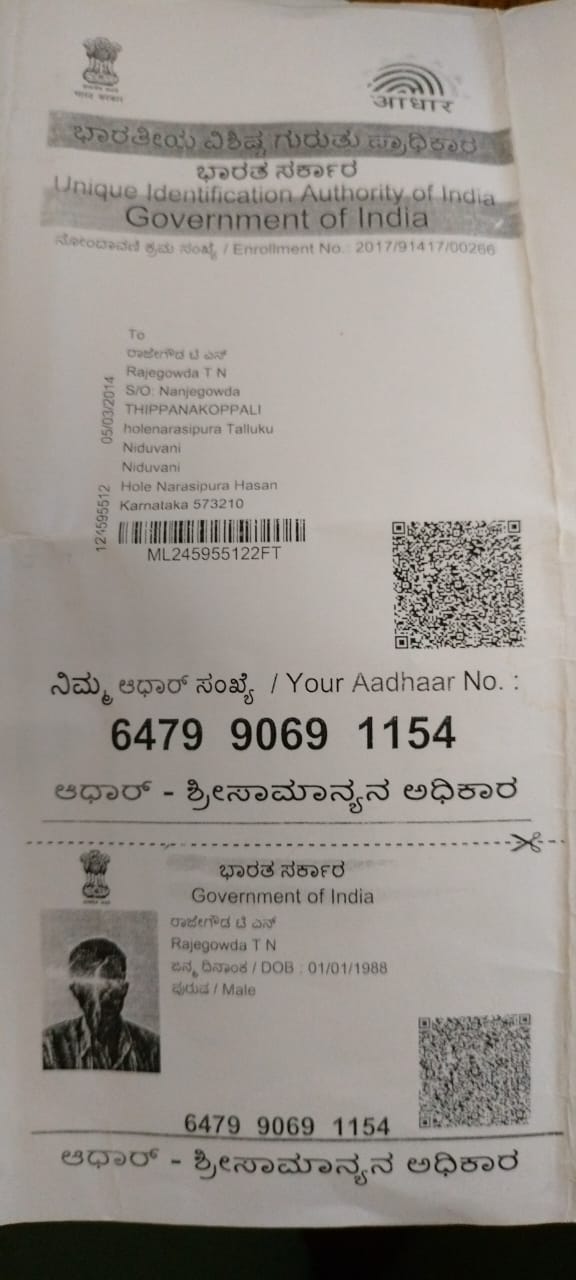 भारत सरकार
आधार
ಭಾರತೀಯ ವಿಶಿಷ್ಟ ಗುರುತು ಪ್ರಾಧಿಕಾರ
ಭಾರತ ಸರ್ಕಾರ
Unique Identification Authority of India
Government of India
ನೋಂದಾವಣೆ ಕ್ರಮ ಸಂಖ್ಯೆ / Enrollment No.: 2017/91417/00266
To
ರಾಜೇಗೌಡ ಟಿ ಎನ್
Rajegowda T N
S/O: Nanjegowda
THIPPANAKOPPALI
holenarasipura Talluku
Niduvani
Niduvani
Hole Narasipura Hasan
Karnataka 573210
05/03/2014
124595512
ML245955122FT
ನಿಮ್ಮ ಆಧಾರ್ ಸಂಖ್ಯೆ / Your Aadhaar No. :
6479 9069 1154
ಆಧಾರ್ - ಶ್ರೀಸಾಮಾನ್ಯನ ಅಧಿಕಾರ
ಭಾರತ ಸರ್ಕಾರ
Government of India
ರಾಜೇಗೌಡ ಟಿ ಎನ್
Rajegowda T N
ಜನ್ಮ ದಿನಾಂಕ / DOB : 01/01/1988
ಪುರುಷ / Male
6479 9069 1154
ಆಧಾರ್ - ಶ್ರೀಸಾಮಾನ್ಯನ ಅಧಿಕಾರ